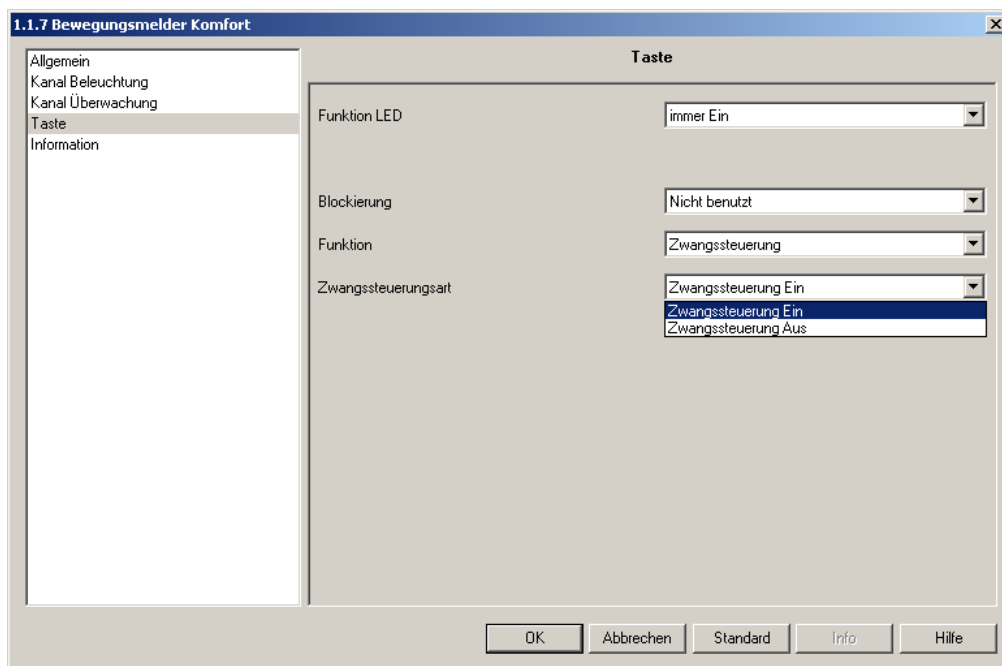 1.1.7 Bewegungsmelder Komfort
Allgemein
Kanal Beleuchtung
Kanal Überwachung
Taste
Information
Taste
Funktion LED
immer Ein
Blockierung
Nicht benutzt
Funktion
Zwangssteuerung
Zwangssteuerungsart
Zwangssteuerung Ein
Zwangssteuerung Ein
Zwangssteuerung Aus
OK
Abbrechen
Standard
Info
Hilfe